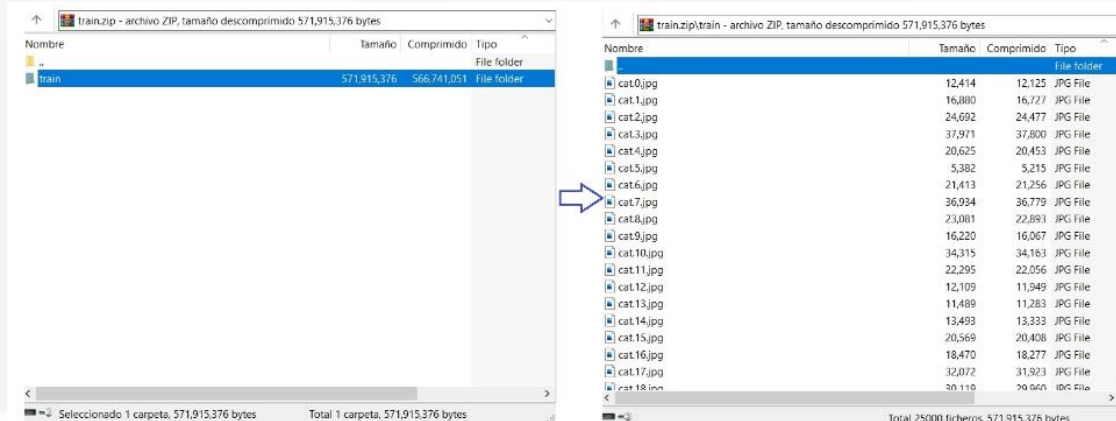 train.zip - archivo ZIP, tamaño descomprimido 571,915,376 bytes
Nombre Tamaño Comprimido Tipo
.. File folder
train 571,915,376 566,741,051 File folder
Seleccionado 1 carpeta, 571,915,376 bytes Total 1 carpeta, 571,915,376 bytes
train.zip\train - archivo ZIP, tamaño descomprimido 571,915,376 bytes
Nombre Tamaño Comprimido Tipo
.. File folder
cat.0.jpg 12,414 12,125 JPG File
cat.1.jpg 16,880 16,727 JPG File
cat.2.jpg 24,692 24,477 JPG File
cat.3.jpg 37,971 37,800 JPG File
cat.4.jpg 20,625 20,453 JPG File
cat.5.jpg 5,382 5,215 JPG File
cat.6.jpg 21,413 21,256 JPG File
cat.7.jpg 36,934 36,779 JPG File
cat.8.jpg 23,081 22,893 JPG File
cat.9.jpg 16,220 16,067 JPG File
cat.10.jpg 34,315 34,163 JPG File
cat.11.jpg 22,295 22,056 JPG File
cat.12.jpg 12,109 11,949 JPG File
cat.13.jpg 11,489 11,283 JPG File
cat.14.jpg 13,493 13,333 JPG File
cat.15.jpg 20,569 20,408 JPG File
cat.16.jpg 18,470 18,277 JPG File
cat.17.jpg 32,072 31,923 JPG File
cat.18.jpg 30,119 29,960 JPG File
Total 25000 ficheros, 571,915,376 bytes